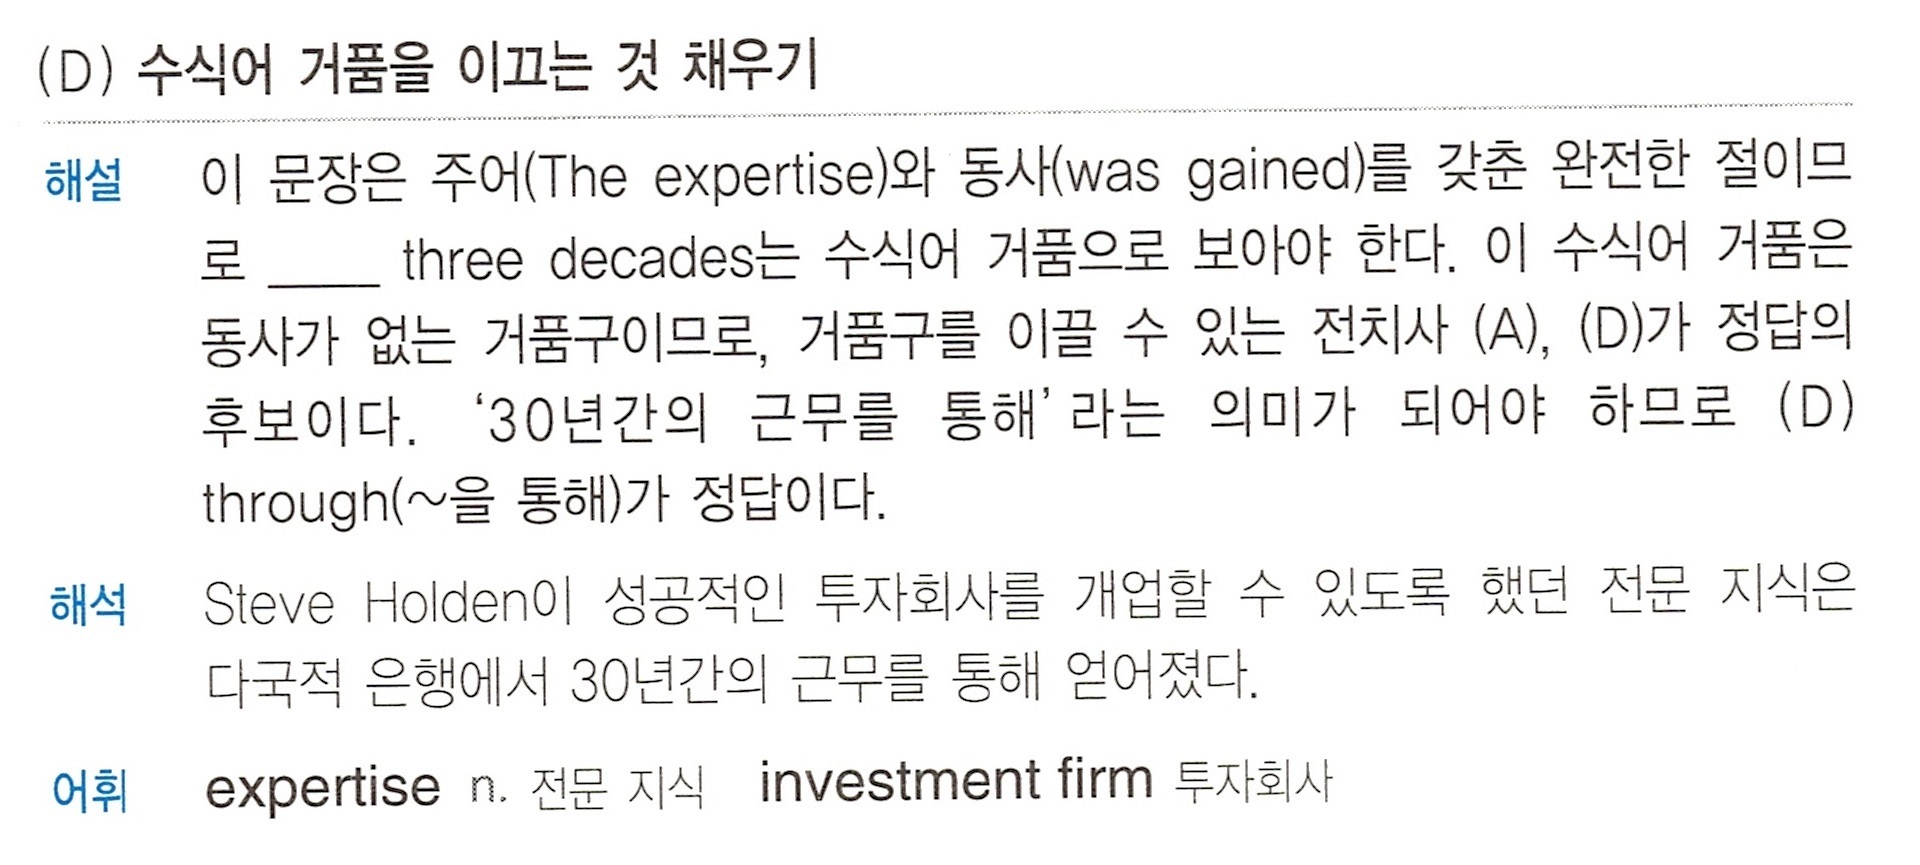 (D) 수식어 거품을 이끄는 것 채우기
해설 이 문장은 주어(The expertise)와 동사(was gained)를 갖춘 완전한 절이므
로 ____ three decades는 수식어 거품으로 보아야 한다. 이 수식어 거품은
동사가 없는 거품구이므로, 거품구를 이끌 수 있는 전치사 (A), (D)가 정답의
후보이다. ‘30년간의 근무를 통해’라는 의미가 되어야 하므로 (D)
through(~을 통해)가 정답이다.
해석 Steve Holden이 성공적인 투자회사를 개업할 수 있도록 했던 전문 지식은
다국적 은행에서 30년간의 근무를 통해 얻어졌다.
어휘 expertise n. 전문 지식 investment firm 투자회사